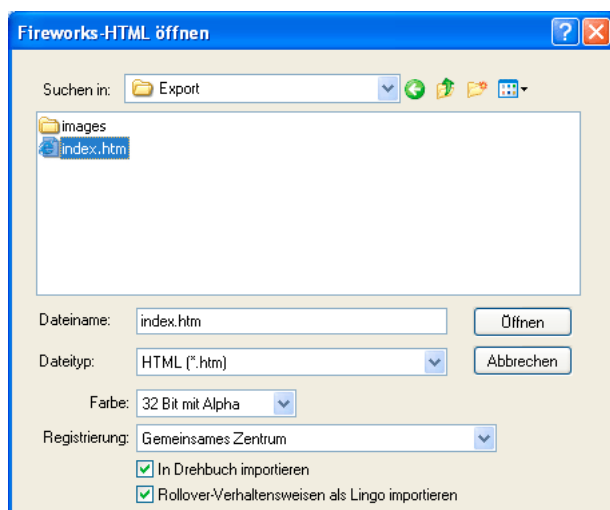 Fireworks-HTML öffnen
Suchen in: Export
images
index.htm
Dateiname: index.htm Öffnen
Dateityp: HTML (*.htm) Abbrechen
Farbe: 32 Bit mit Alpha
Registrierung: Gemeinsames Zentrum
In Drehbuch importieren
Rollover-Verhaltensweisen als Lingo importieren